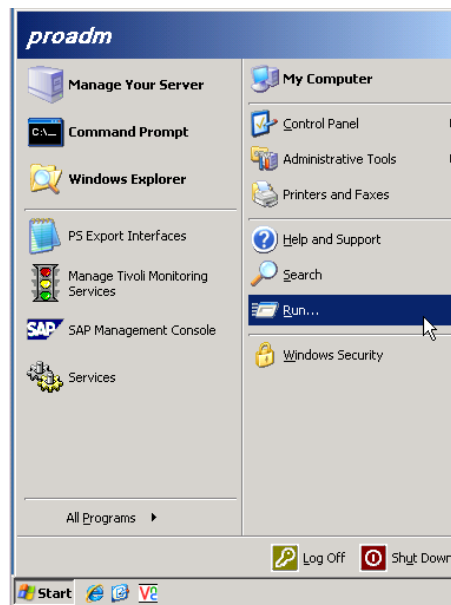 proadm
Manage Your Server
Command Prompt
Windows Explorer
PS Export Interfaces
Manage Tivoli Monitoring
Services
SAP
SAP Management Console
Services
All Programs
My Computer
Control Panel
Administrative Tools
Printers and Faxes
Help and Support
Search
Run...
Windows Security
Log Off
Shut Down
Start